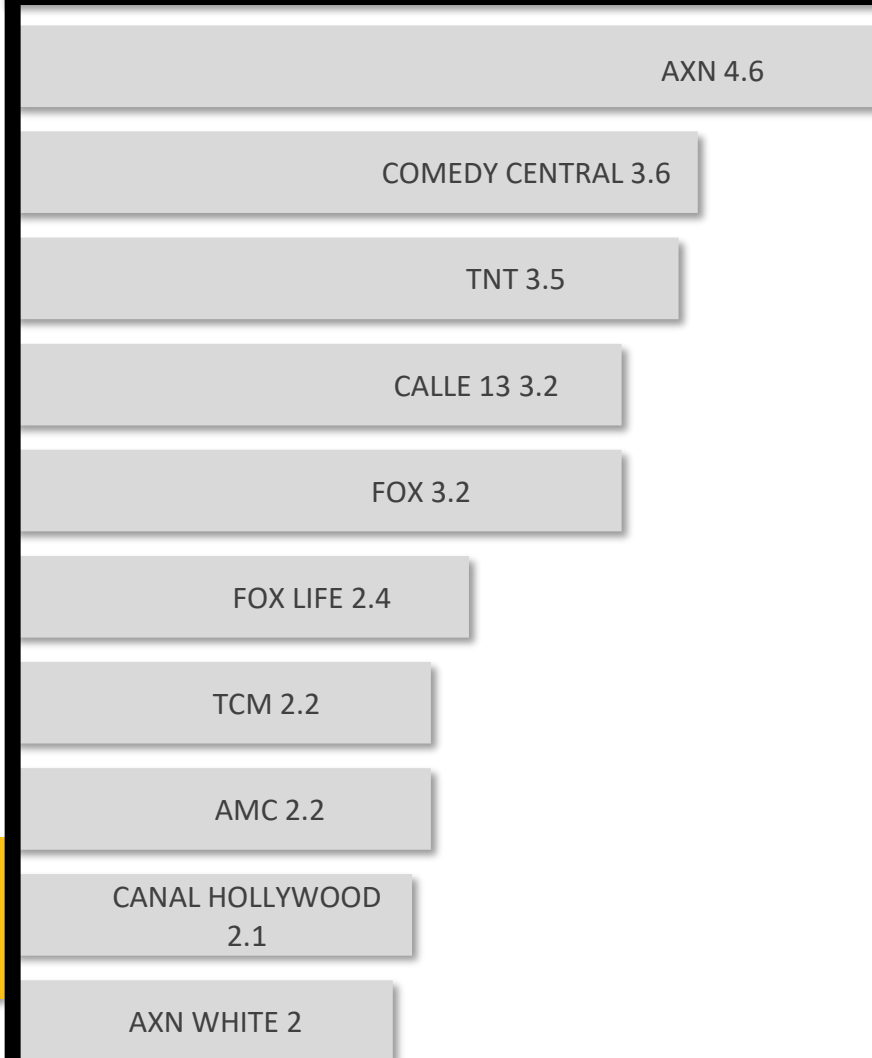 AXN 4.6
COMEDY CENTRAL 3.6
TNT 3.5
CALLE 13 3.2
FOX 3.2
FOX LIFE 2.4
TCM 2.2
AMC 2.2
CANAL HOLLYWOOD
2.1
AXN WHITE 2